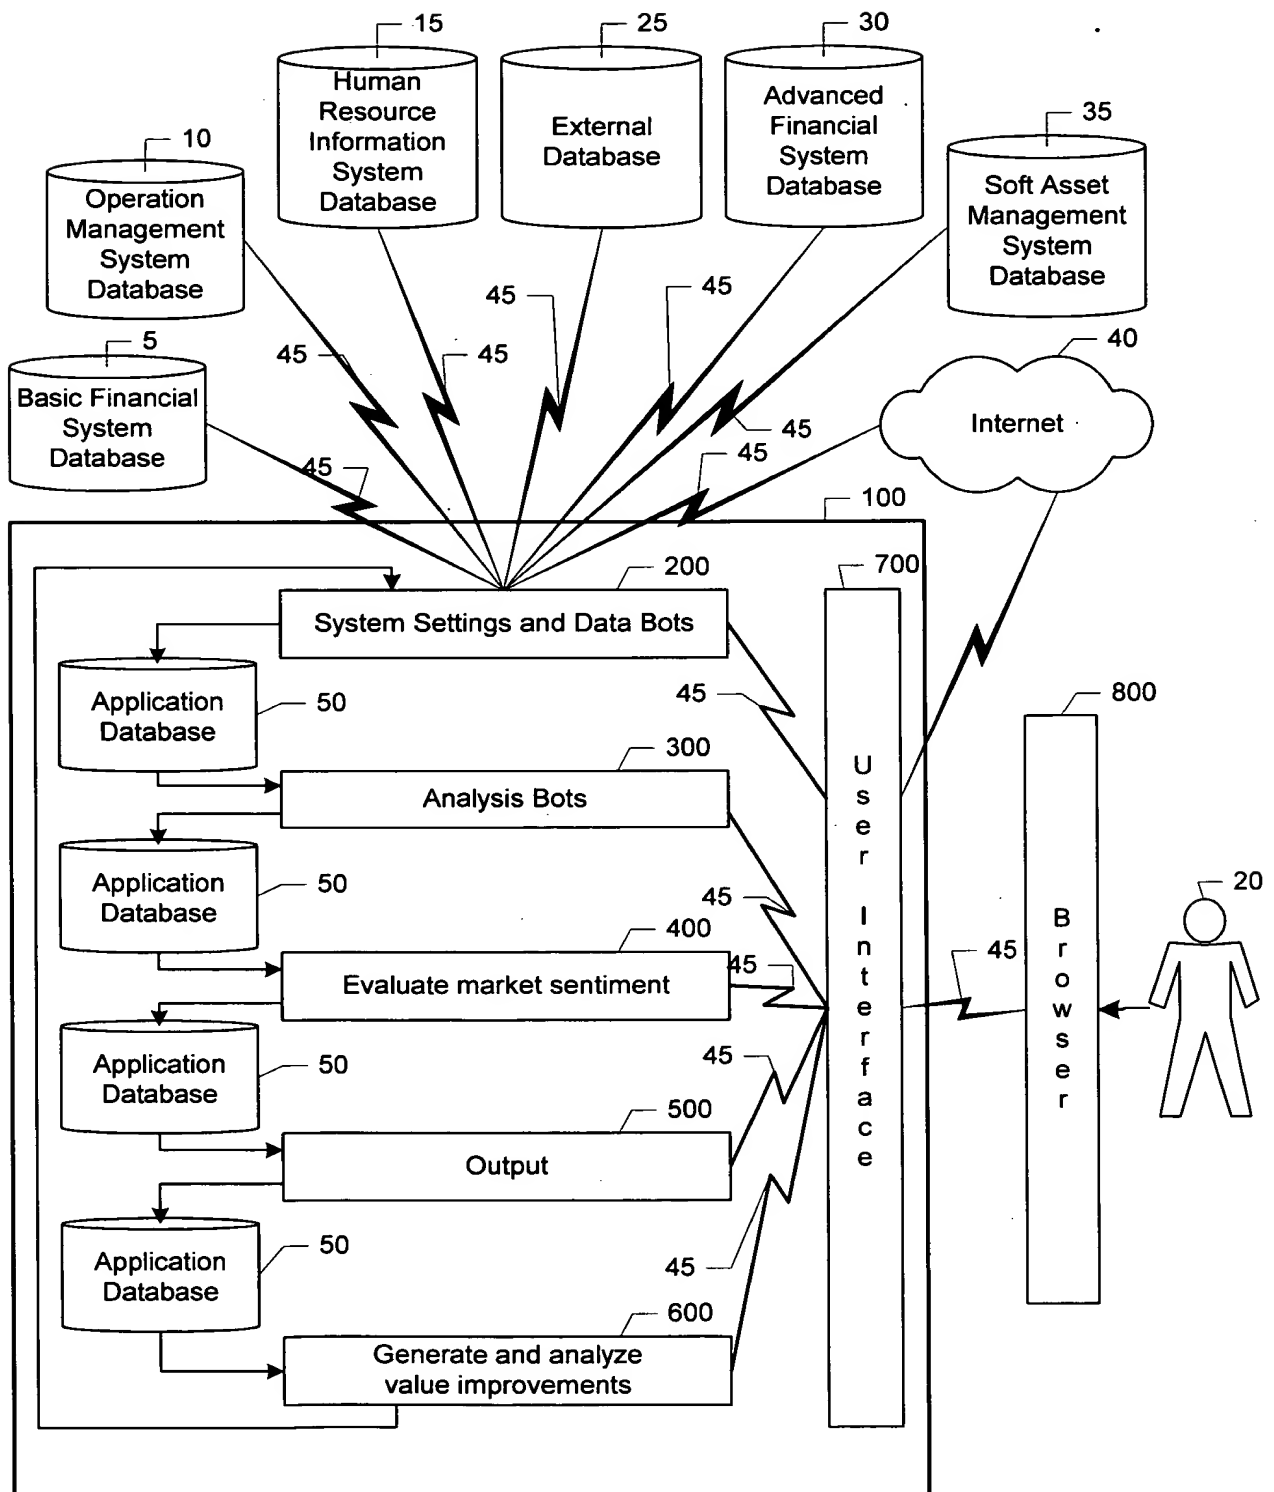 15
25
30
Human
Resource
Information
System
Database
External
Database
Advanced
Financial
System
Database
35
10
Operation
Management
System
Database
Soft Asset
Management
System
Database
45
45
45
45
5
40
Basic Financial
System
Database
Internet
45
45
45
100
200
700
System Settings and Data Bots
Application
Database
50
45
800
300
Analysis Bots
User Interface
Application
Database
50
45
20
400
Browser
45
45
Evaluate market sentiment
Application
Database
50
45
500
Output
Application
Database
50
45
600
Generate and analyze
value improvements